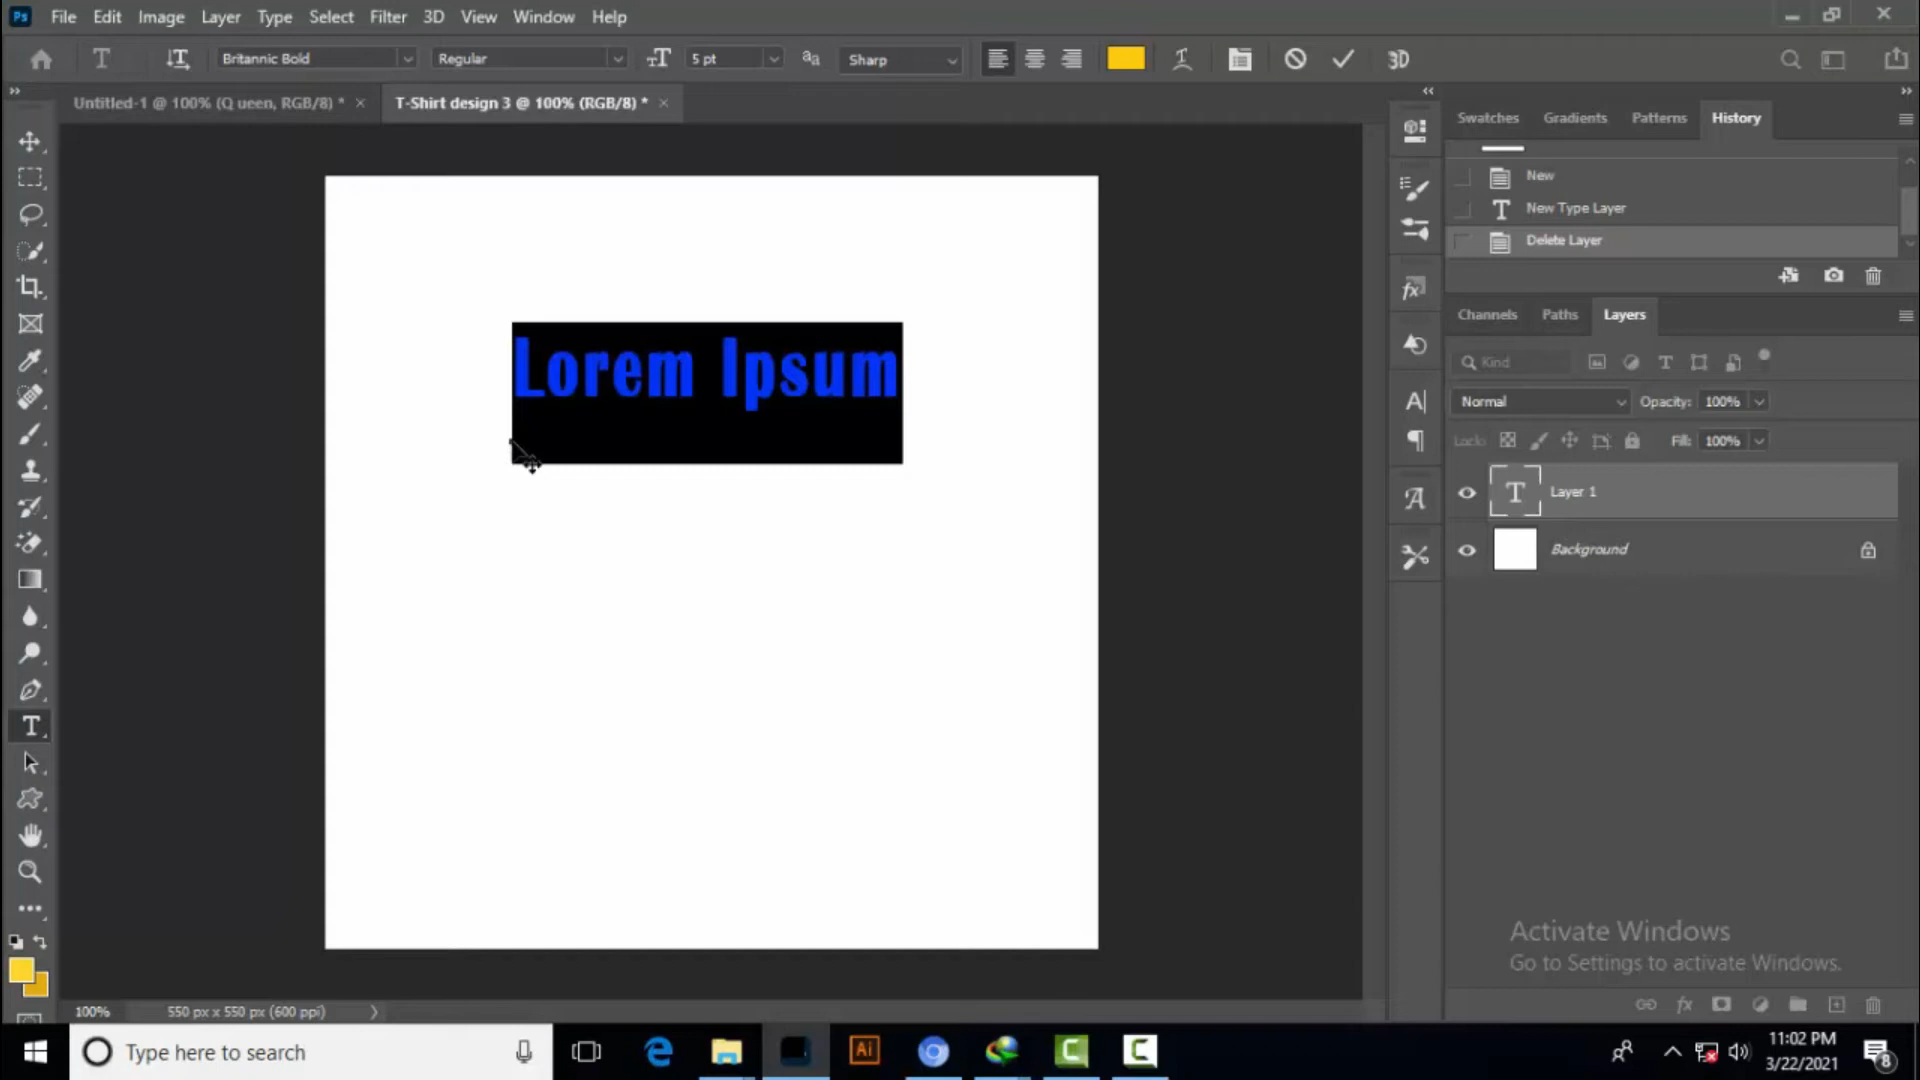 Ps File Edit Image Layer Type Select Filter 3D View Window Help
Britannic Bold Regular 5 pt Sharp 3D
Untitled-1 @ 100% (Q ueen, RGB/8) * × T-Shirt design 3 @ 100% (RGB/8) * ×
Swatches Gradients Patterns History
New
New Type Layer
Delete Layer
Channels Paths Layers
Kind
Normal Opacity: 100%
Lock: Fill: 100%
Layer 1
Background
Lorem Ipsum
Activate Windows
Go to Settings to activate Windows.
100% 550 px x 550 px (600 ppi)
Type here to search
Ai
11:02 PM
3/22/2021
8